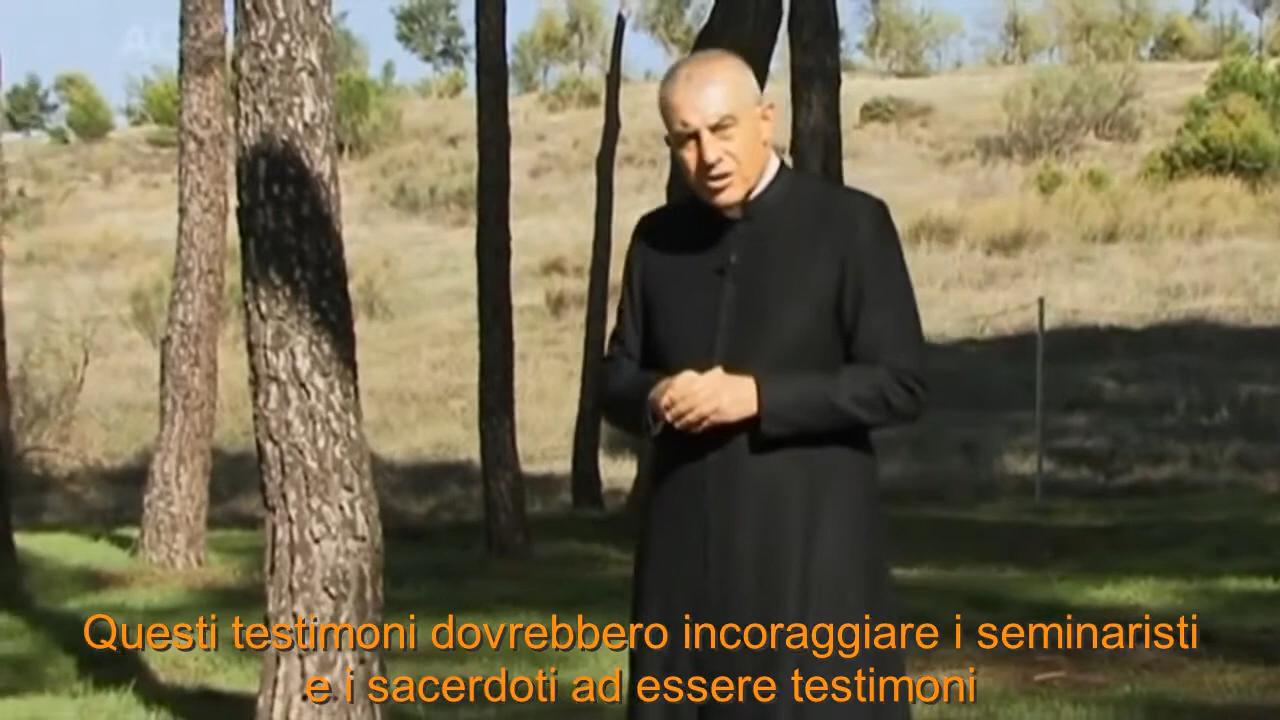 Questi testimoni dovrebbero incoraggiare i seminaristi
e i sacerdoti ad essere testimoni